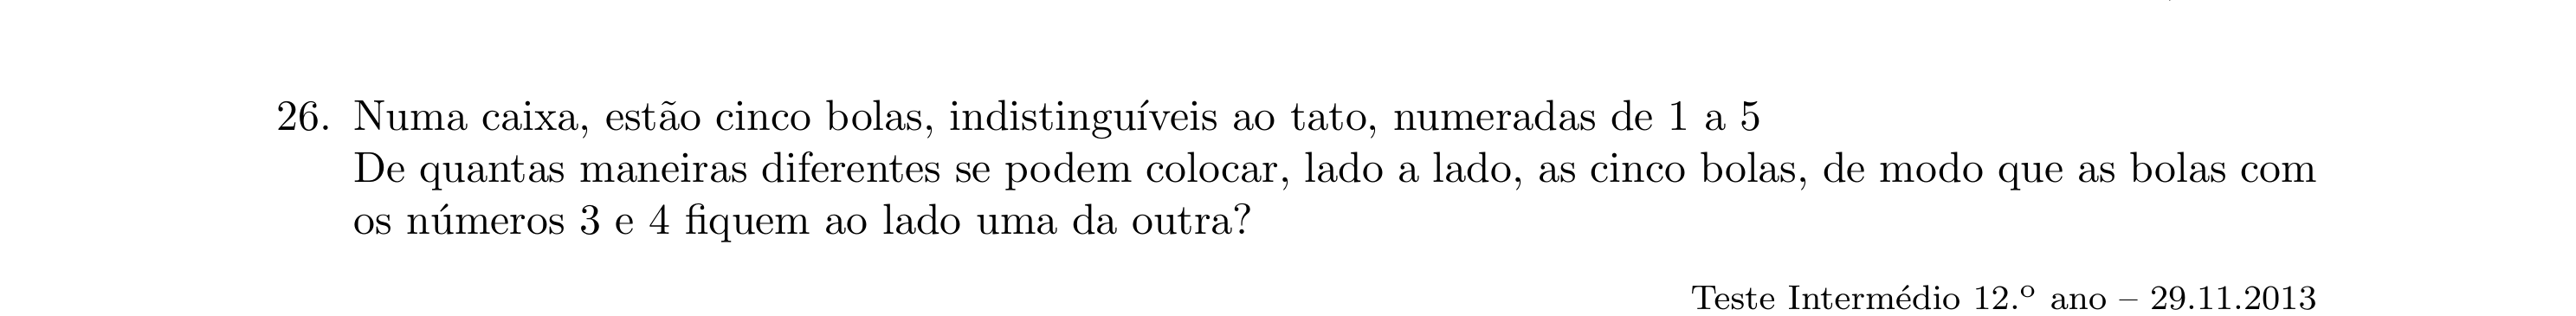 26. Numa caixa, estão cinco bolas, indistinguíveis ao tato, numeradas de 1 a 5
De quantas maneiras diferentes se podem colocar, lado a lado, as cinco bolas, de modo que as bolas com
os números 3 e 4 fiquem ao lado uma da outra?
Teste Intermédio 12.º ano – 29.11.2013